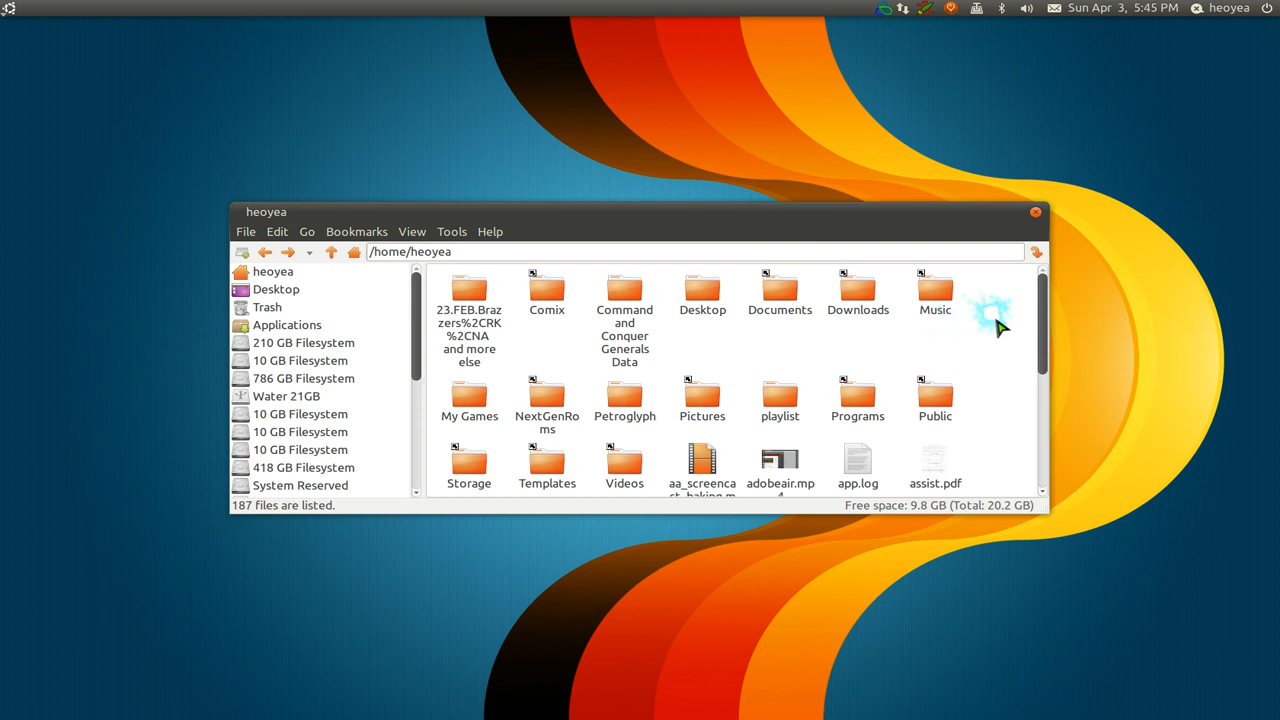 Sun Apr 3, 5:45 PM heoyea
heoyea
File Edit Go Bookmarks View Tools Help
/home/heoyea
heoyea
Desktop
Trash
Applications
210 GB Filesystem
10 GB Filesystem
786 GB Filesystem
Water 21GB
10 GB Filesystem
10 GB Filesystem
10 GB Filesystem
418 GB Filesystem
System Reserved
23.FEB.Braz
zers%2CRK
%2CNA
and more
else
Comix
Command
and
Conquer
Generals
Data
Desktop
Documents
Downloads
Music
My Games
NextGenRo
ms
Petroglyph
Pictures
playlist
Programs
Public
Storage
Templates
Videos
aa_screenca
st_baking.m
adobeair.mp
4
app.log
assist.pdf
187 files are listed.
Free space: 9.8 GB (Total: 20.2 GB)